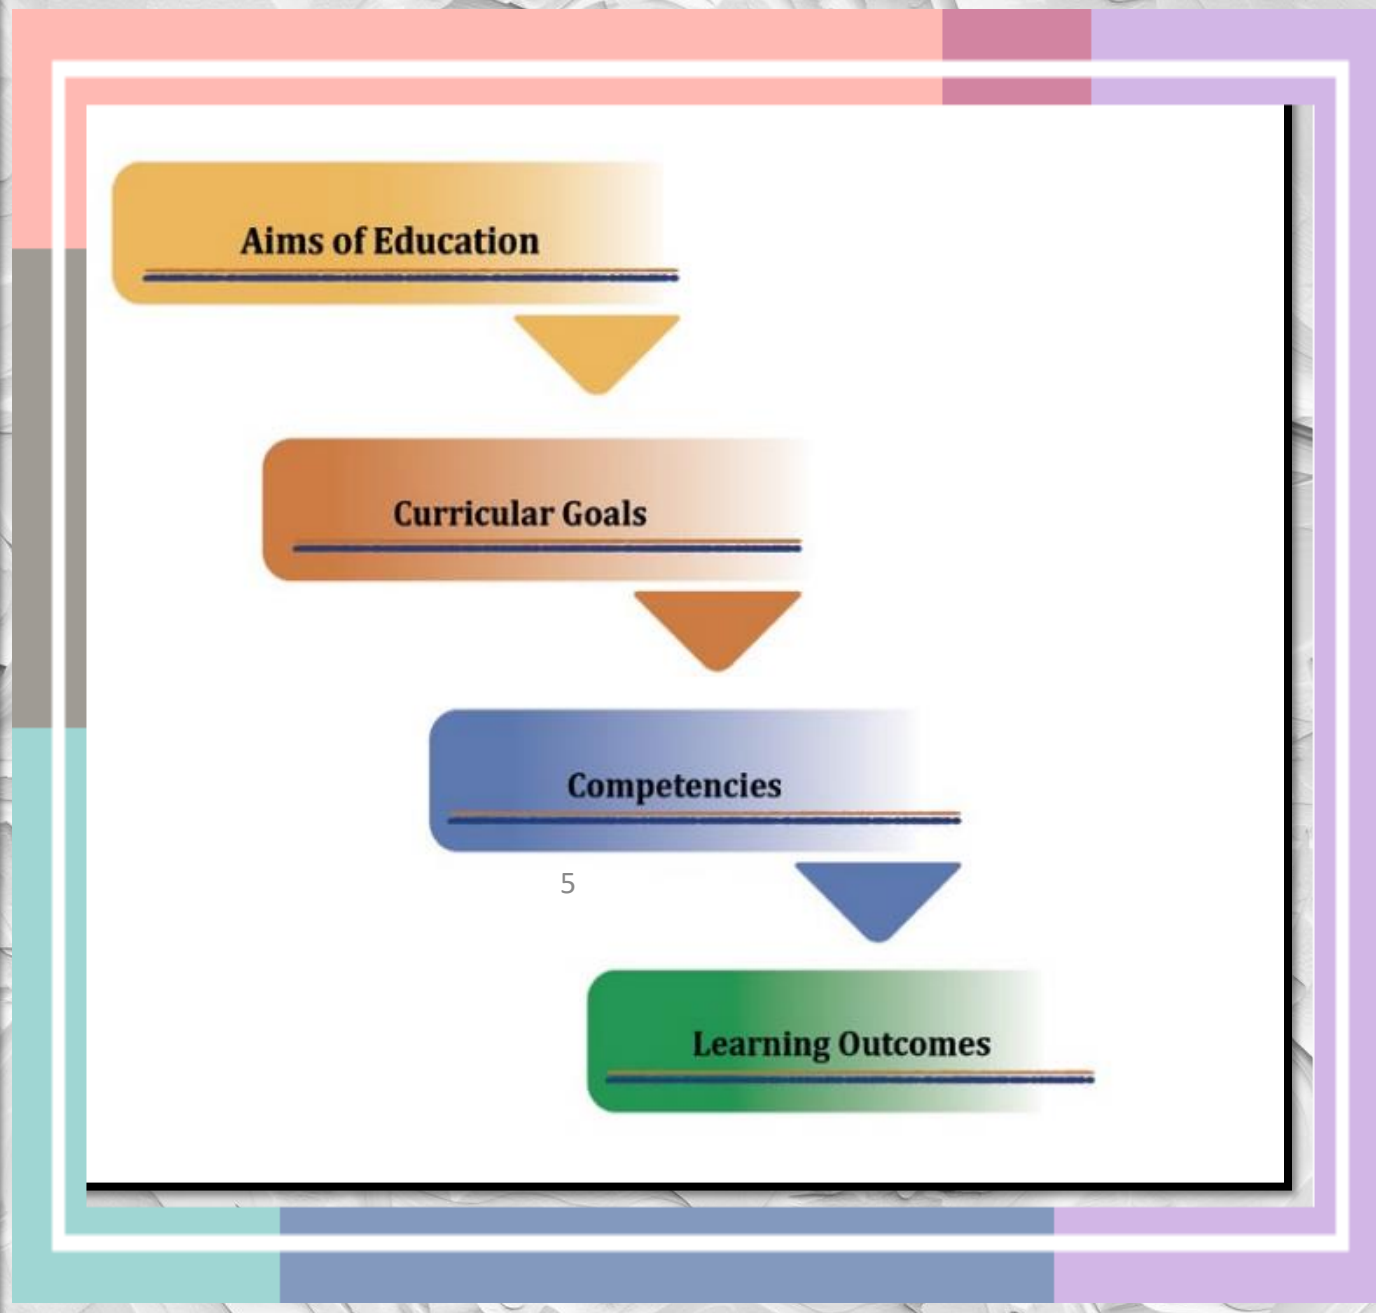 Aims of Education
Curricular Goals
Competencies
5
Learning Outcomes